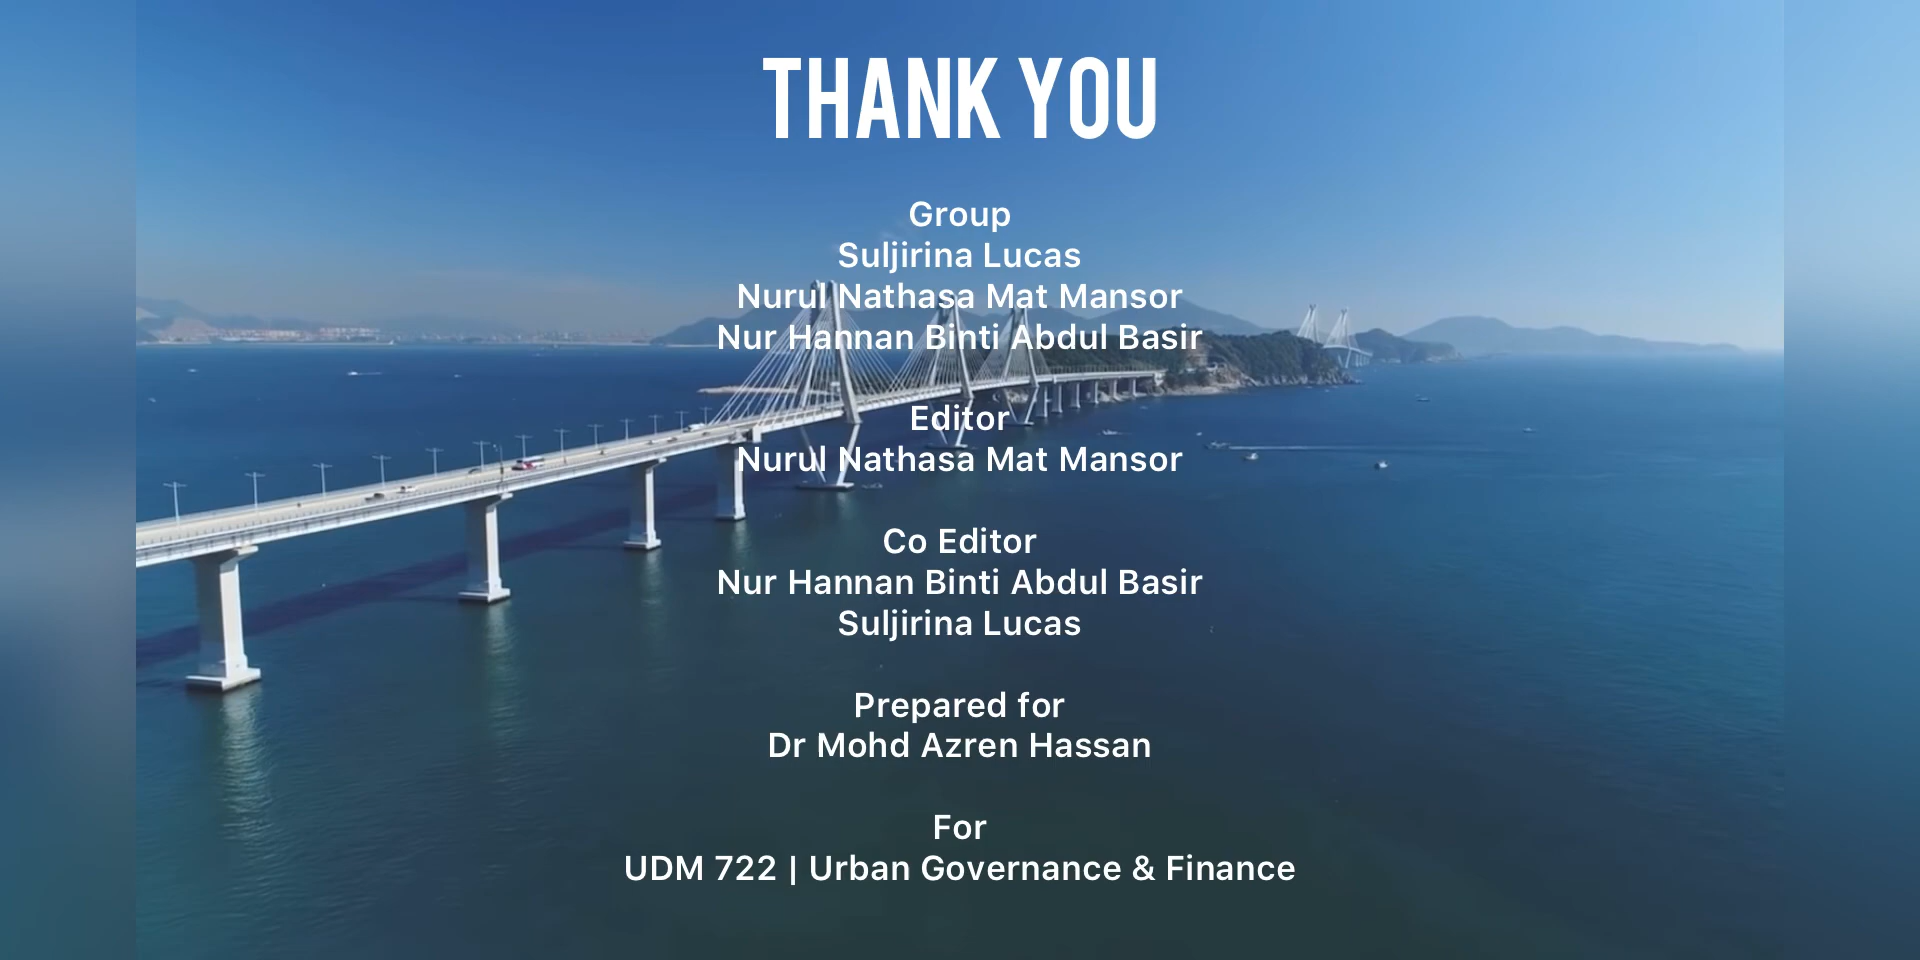 THANK YOU
Group
Suljirina Lucas
Nurul Nathasa Mat Mansor
Nur Hannan Binti Abdul Basir
Editor
Nurul Nathasa Mat Mansor
Co Editor
Nur Hannan Binti Abdul Basir
Suljirina Lucas
Prepared for
Dr Mohd Azren Hassan
For
UDM 722 | Urban Governance & Finance